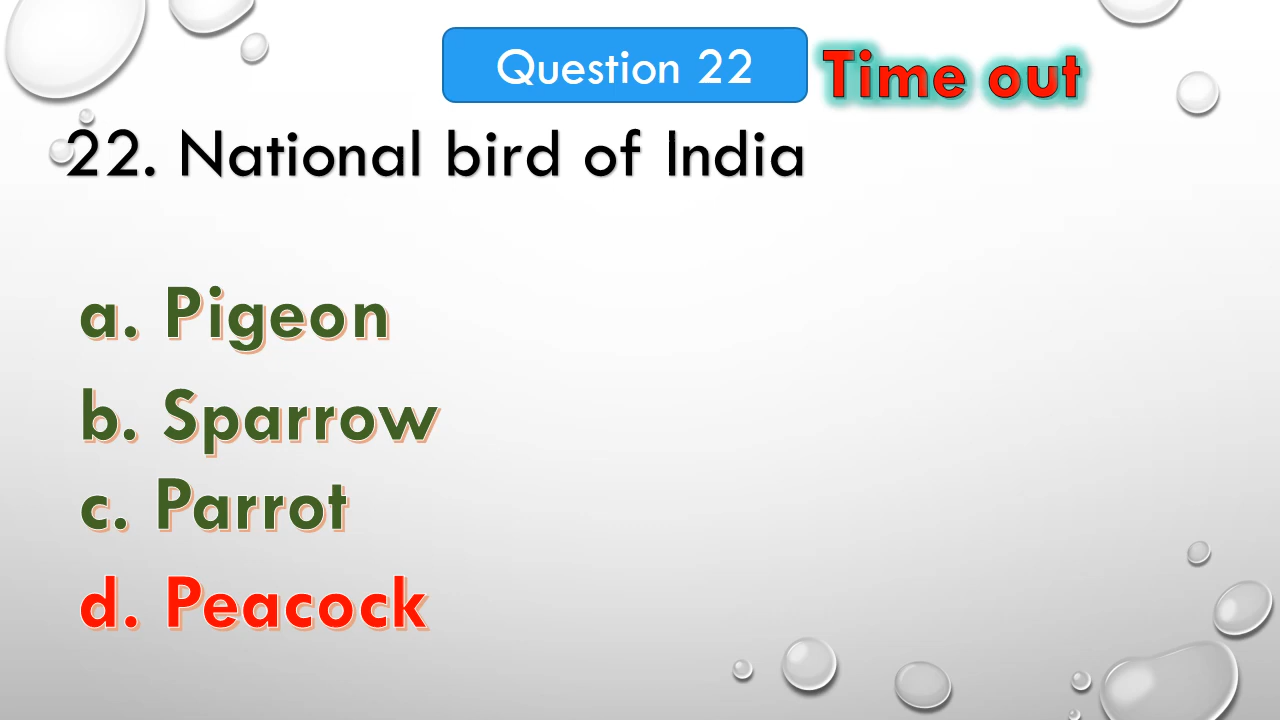 Question 22
Time out
22. National bird of India
a. Pigeon
b. Sparrow
c. Parrot
d. Peacock